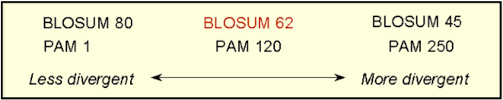 BLOSUM 80 BLOSUM 62 BLOSUM 45
PAM 1 PAM 120 PAM 250
Less divergent More divergent